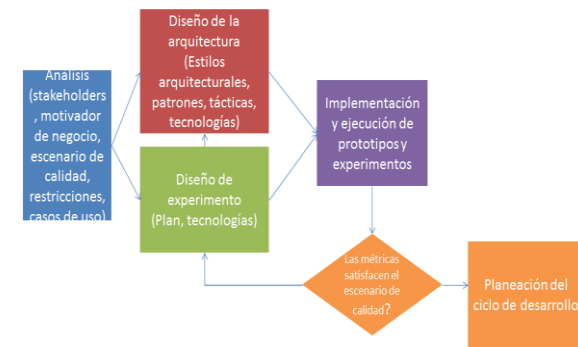 Análisis
(stakeholders
, motivador
de negocio,
escenario de
calidad,
restricciones,
casos de uso)
Diseño de la
arquitectura
(Estilos
arquitecturales,
patrones, tácticas,
tecnologías)
Diseño de
experimento
(Plan, tecnologías)
Implementación
y ejecución de
prototipos y
experimentos
Las métricas
satisfacen el
escenario de
calidad?
Planeación del
ciclo de desarrollo